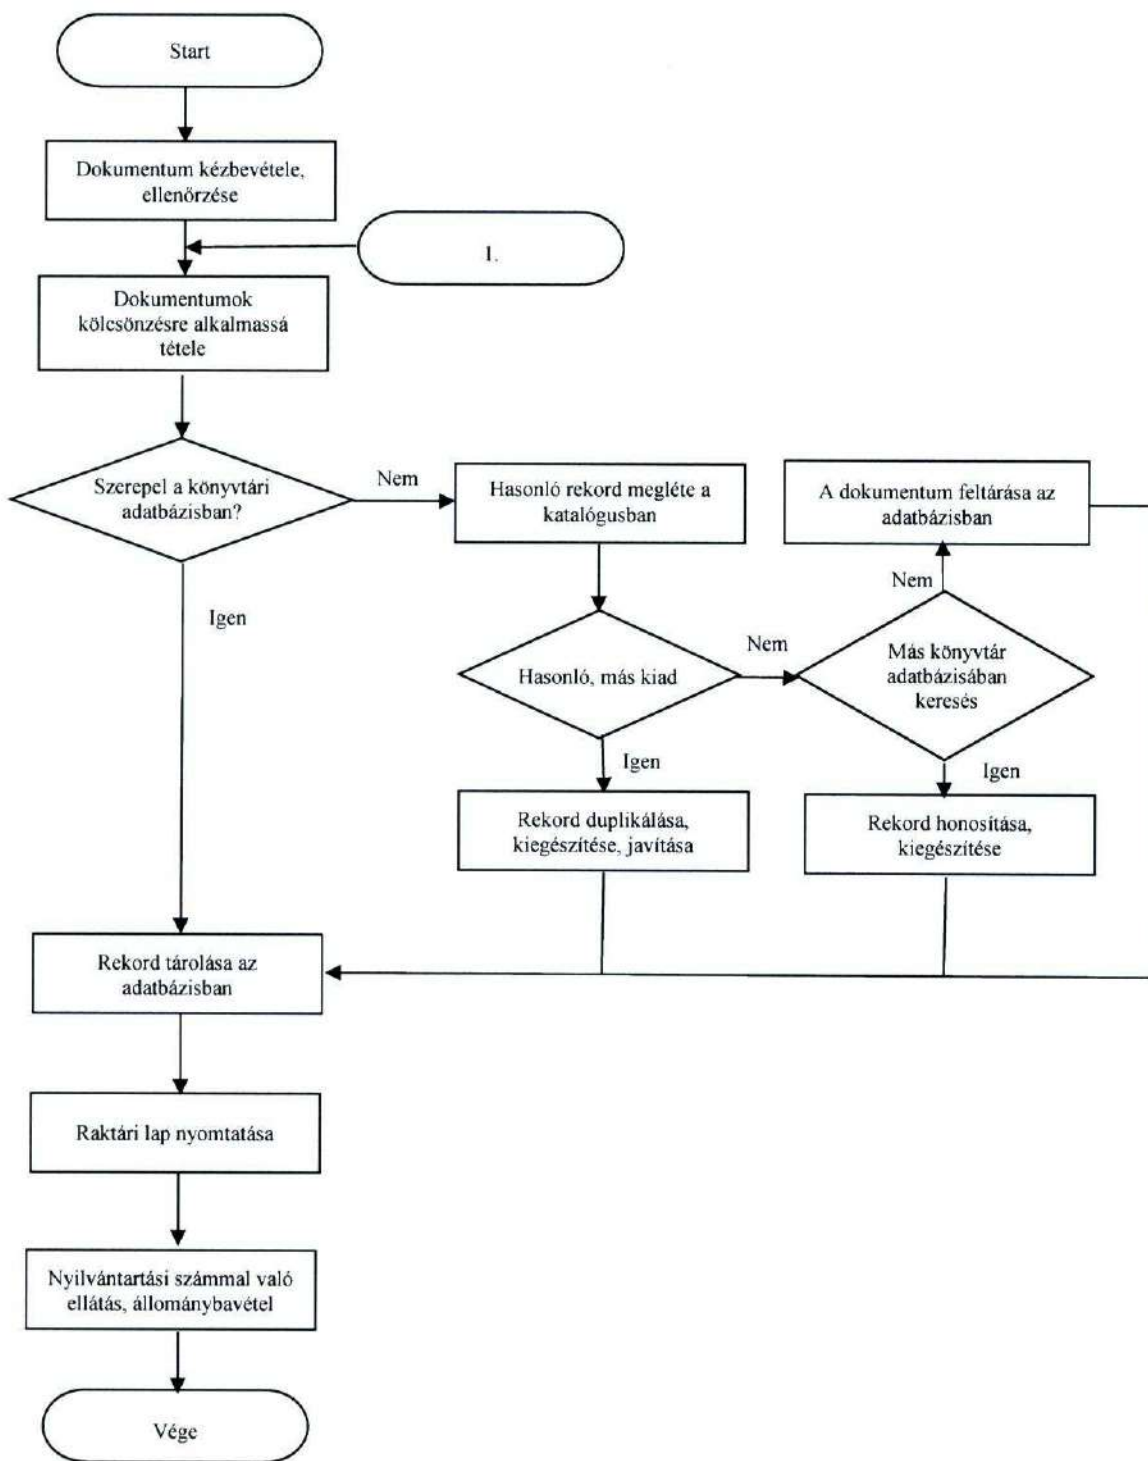 Start
Dokumentum kézbevétele,
ellenőrzése
1.
Dokumentumok
kölcsönzésre alkalmassá
tétele
Szerepel a könyvtári
adatbázisban?
Nem
Hasonló rekord megléte a
katalógusban
A dokumentum feltárása az
adatbázisban
Igen
Nem
Hasonló, más kiad
Nem
Más könyvtár
adatbázisában
keresés
Igen
Igen
Rekord duplikálása,
kiegészítése, javítása
Rekord honosítása,
kiegészítése
Rekord tárolása az
adatbázisban
Raktári lap nyomtatása
Nyilvántartási számmal való
ellátás, állománybavétel
Vége